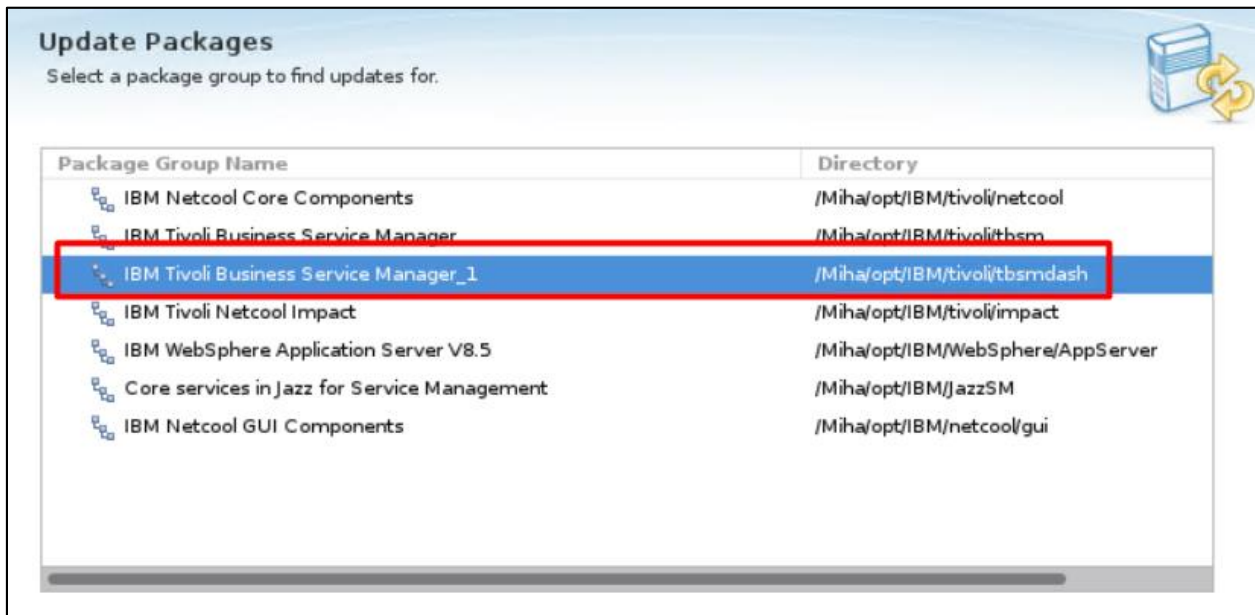 Update Packages
Select a package group to find updates for.
Package Group Name Directory
IBM Netcool Core Components /Miha/opt/IBM/tivoli/netcool
IBM Tivoli Business Service Manager /Miha/opt/IBM/tivoli/tbsm
IBM Tivoli Business Service Manager_1 /Miha/opt/IBM/tivoli/tbsmdash
IBM Tivoli Netcool Impact /Miha/opt/IBM/tivoli/impact
IBM WebSphere Application Server V8.5 /Miha/opt/IBM/WebSphere/AppServer
Core services in Jazz for Service Management /Miha/opt/IBM/JazzSM
IBM Netcool GUI Components /Miha/opt/IBM/netcool/gui